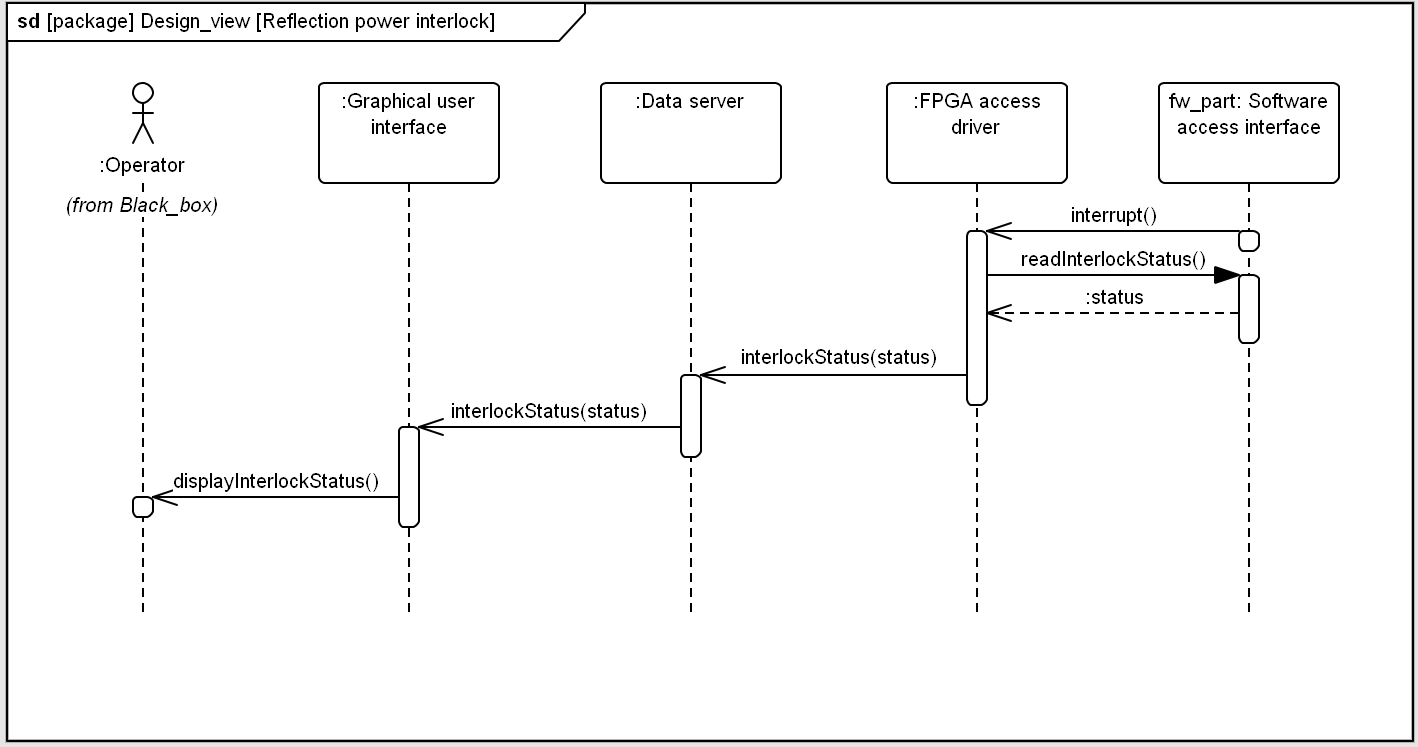 sd [package] Design_view [Reflection power interlock]
:Operator
(from Black_box)
:Graphical user
interface
:Data server
:FPGA access
driver
fw_part: Software
access interface
interrupt()
readInterlockStatus()
:status
interlockStatus(status)
interlockStatus(status)
displayInterlockStatus()